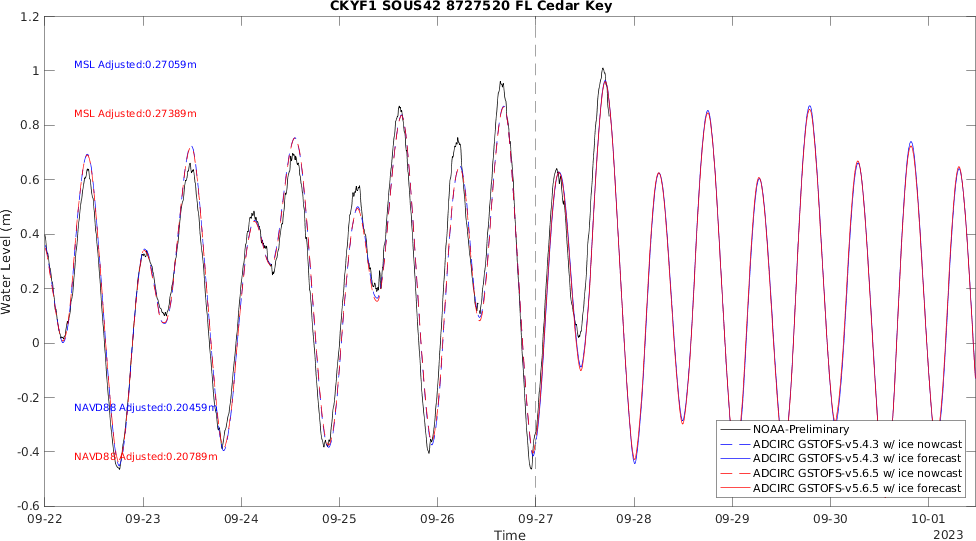 CKYF1 SOUS42 8727520 FL Cedar Key
1.2
1
0.8
0.6
0.4
0.2
0
-0.2
-0.4
-0.6
Water Level (m)
MSL Adjusted:0.27059m
MSL Adjusted:0.27389m
NAVD88 Adjusted:0.20459m
NAVD88 Adjusted:0.20789m
NOAA-Preliminary
ADCIRC GSTOFS-v5.4.3 w/ ice nowcast
ADCIRC GSTOFS-v5.4.3 w/ ice forecast
ADCIRC GSTOFS-v5.6.5 w/ ice nowcast
ADCIRC GSTOFS-v5.6.5 w/ ice forecast
09-22 09-23 09-24 09-25 09-26 09-27 09-28 09-29 09-30 10-01
Time
2023